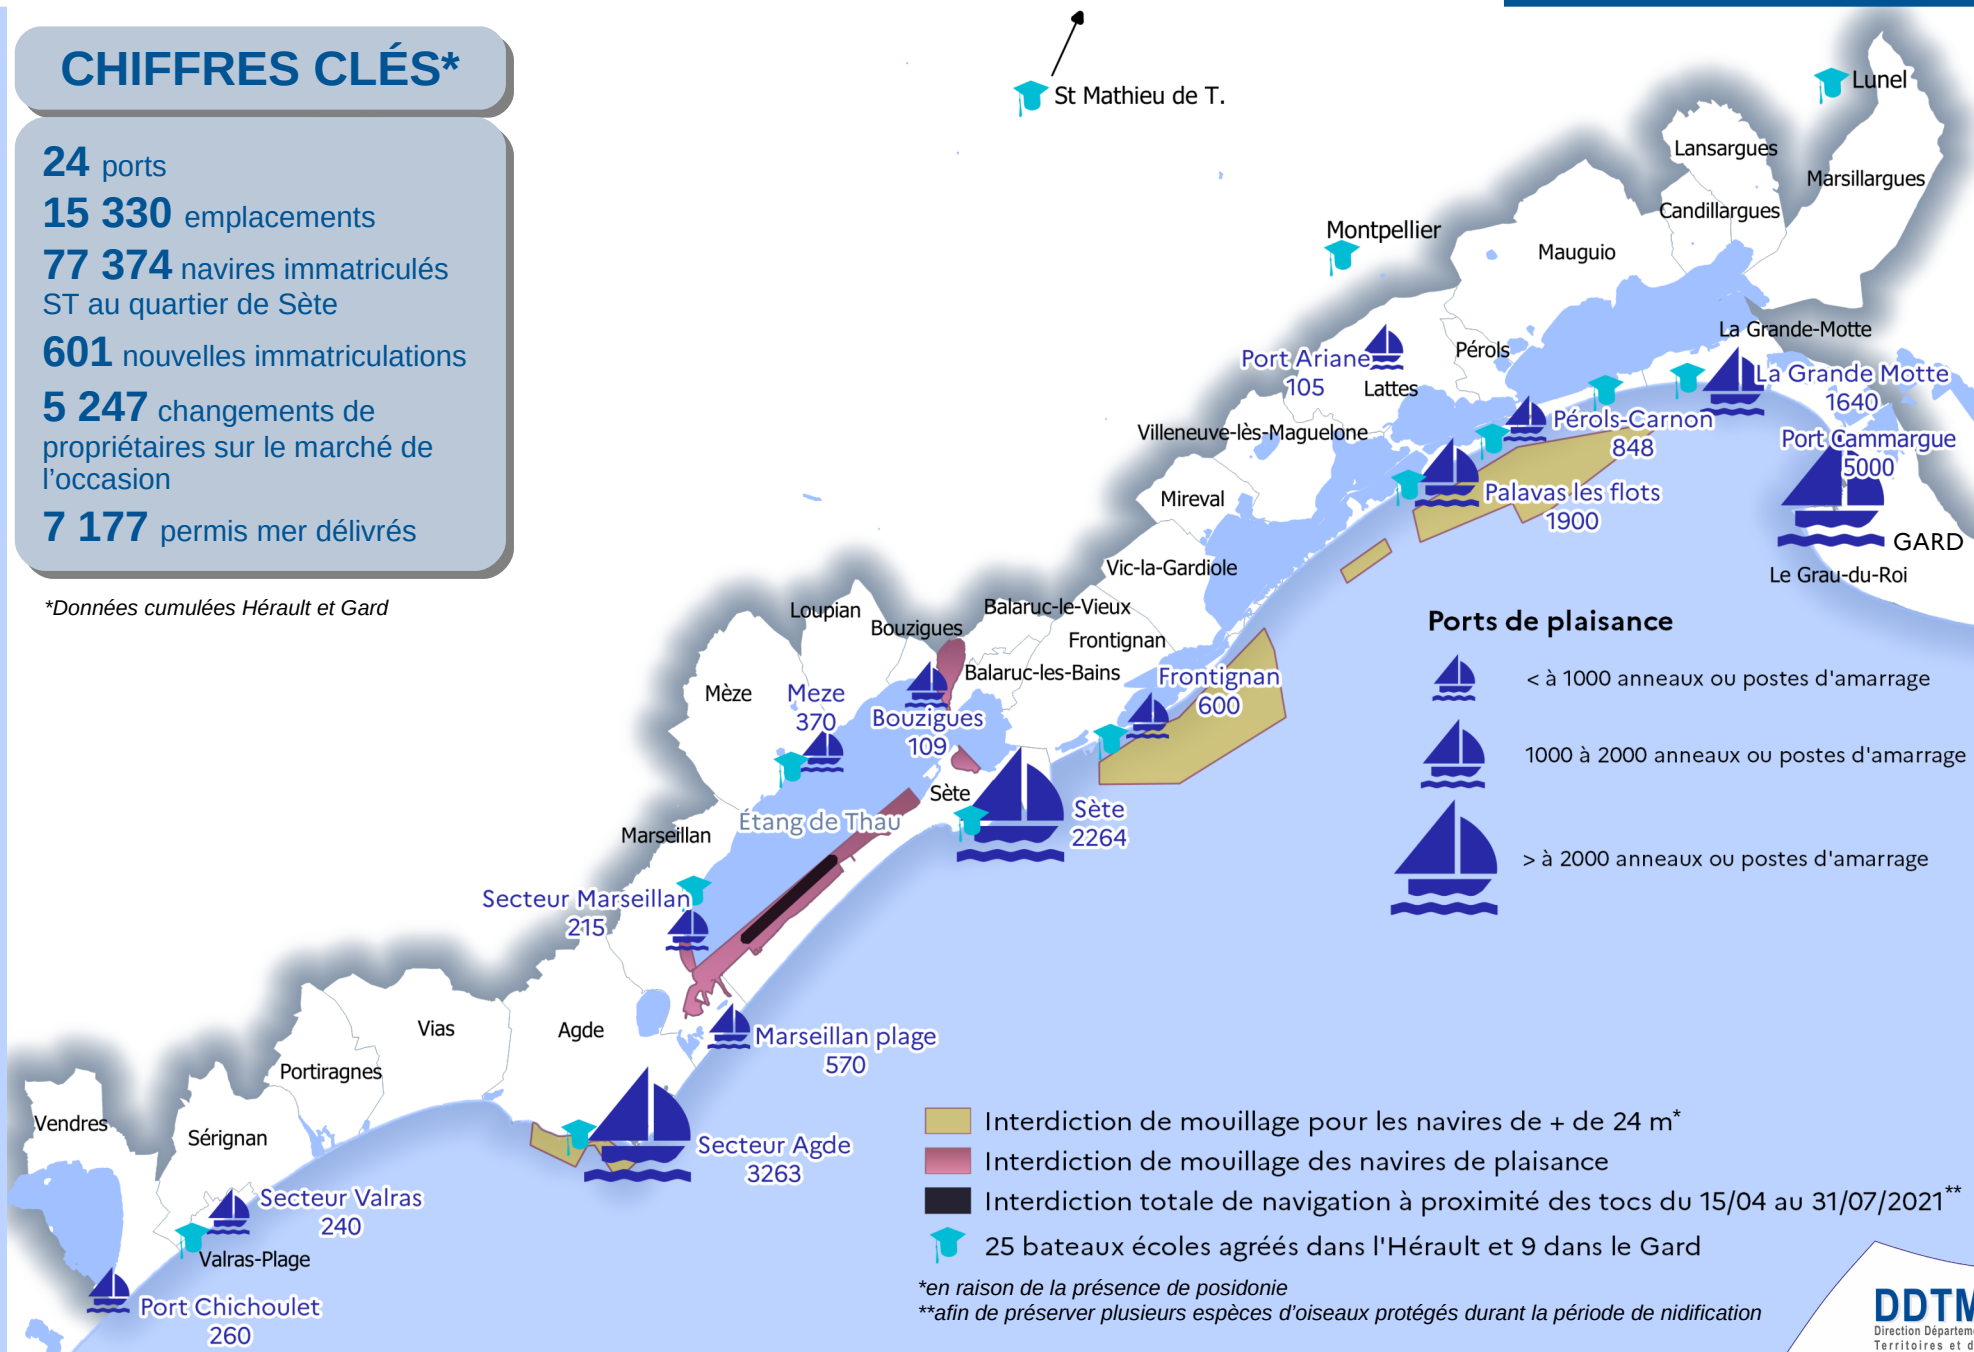 CHIFFRES CLÉS*
24 ports
15 330 emplacements
77 374 navires immatriculés
ST au quartier de Sète
601 nouvelles immatriculations
5 247 changements de
propriétaires sur le marché de
l’occasion
7 177 permis mer délivrés
*Données cumulées Hérault et Gard
St Mathieu de T.
Lunel
Lansargues
Marsillargues
Candillargues
Montpellier
Mauguio
La Grande-Motte
Port Ariane
105
Pérols
Lattes
La Grande Motte
1640
Pérols-Carnon
848
Port Cammargue
5000
Villeneuve-lès-Maguelone
Palavas les flots
1900
Mireval
GARD
Le Grau-du-Roi
Vic-la-Gardiole
Loupian
Balaruc-le-Vieux
Bouzigues
Frontignan
Balaruc-les-Bains
Mèze
Meze
370
Bouzigues
109
Frontignan
600
Sète
Sète
2264
Étang de Thau
Marseillan
Secteur Marseillan
215
Vias
Agde
Marseillan plage
570
Portiragnes
Vendres
Sérignan
Secteur Agde
3263
Secteur Valras
240
Valras-Plage
Port Chichoulet
260
Ports de plaisance
< à 1000 anneaux ou postes d'amarrage
1000 à 2000 anneaux ou postes d'amarrage
> à 2000 anneaux ou postes d'amarrage
Interdiction de mouillage pour les navires de + de 24 m*
Interdiction de mouillage des navires de plaisance
Interdiction totale de navigation à proximité des tocs du 15/04 au 31/07/2021**
25 bateaux écoles agréés dans l'Hérault et 9 dans le Gard
*en raison de la présence de posidonie
**afin de préserver plusieurs espèces d’oiseaux protégés durant la période de nidification
DDTM
Direction Départeme
Territoires et d